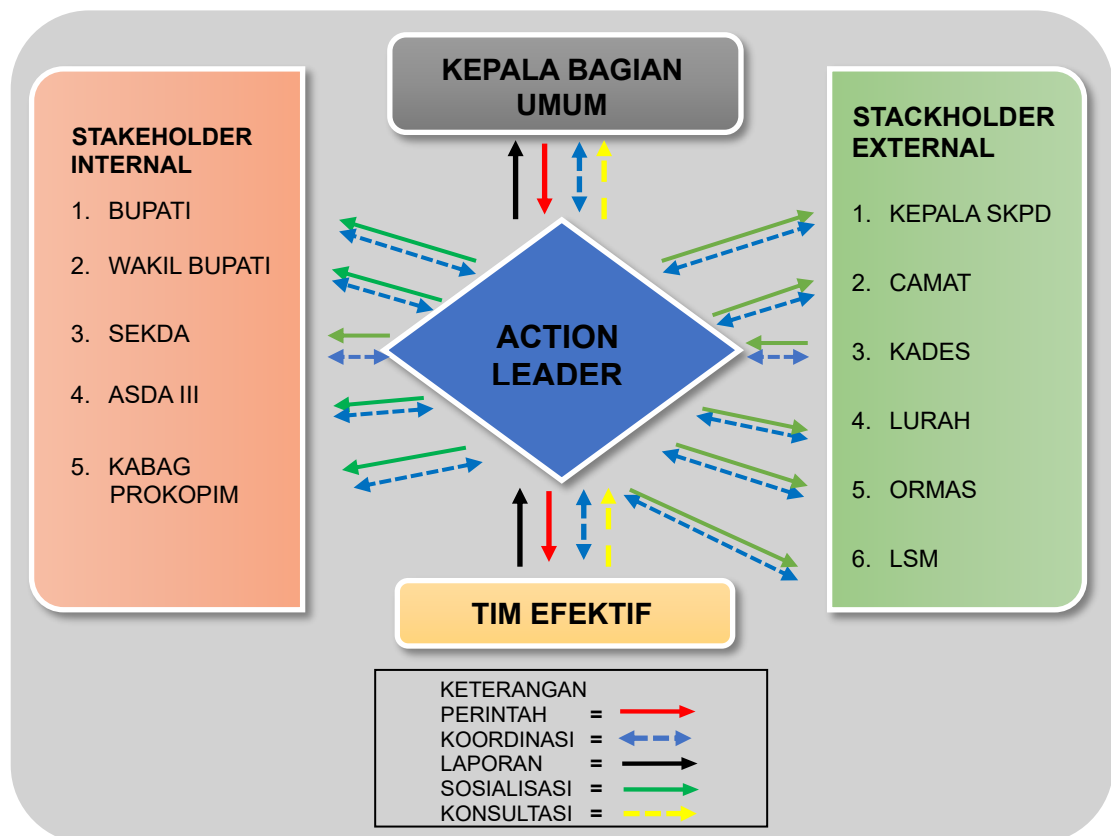 KEPALA BAGIAN
UMUM
STAKEHOLDER
INTERNAL
1. BUPATI
2. WAKIL BUPATI
3. SEKDA
4. ASDA III
5. KABAG
PROKOPIM
ACTION
LEADER
STACKHOLDER
EXTERNAL
1. KEPALA SKPD
2. CAMAT
3. KADES
4. LURAH
5. ORMAS
6. LSM
TIM EFEKTIF
KETERANGAN
PERINTAH =
KOORDINASI =
LAPORAN =
SOSIALISASI =
KONSULTASI =